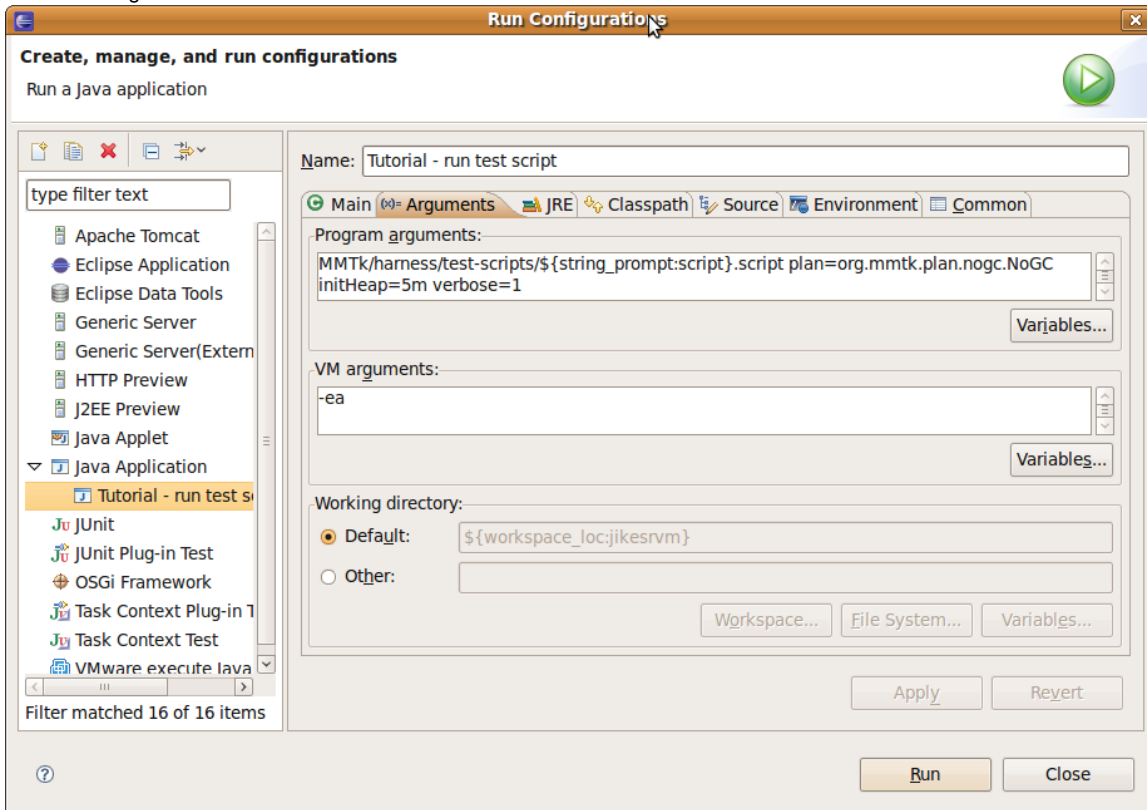 Run Configurations
Create, manage, and run configurations
Run a Java application
type filter text
Apache Tomcat
Eclipse Application
Eclipse Data Tools
Generic Server
Generic Server(Extern
HTTP Preview
J2EE Preview
Java Applet
Java Application
Tutorial - run test s
JUnit
JUnit Plug-in Test
OSGi Framework
Task Context Plug-in T
Task Context Test
VMware execute Java
Filter matched 16 of 16 items
Name: Tutorial - run test script
Main Arguments JRE Classpath Source Environment Common
Program arguments:
MMTk/harness/test-scripts/${string_prompt:script}.script plan=org.mmtk.plan.nogc.NoGC
initHeap=5m verbose=1
Variables...
VM arguments:
-ea
Variables...
Working directory:
Default: ${workspace_loc:jikesrvm}
Other:
Workspace... File System... Variables...
Apply Revert
Run Close